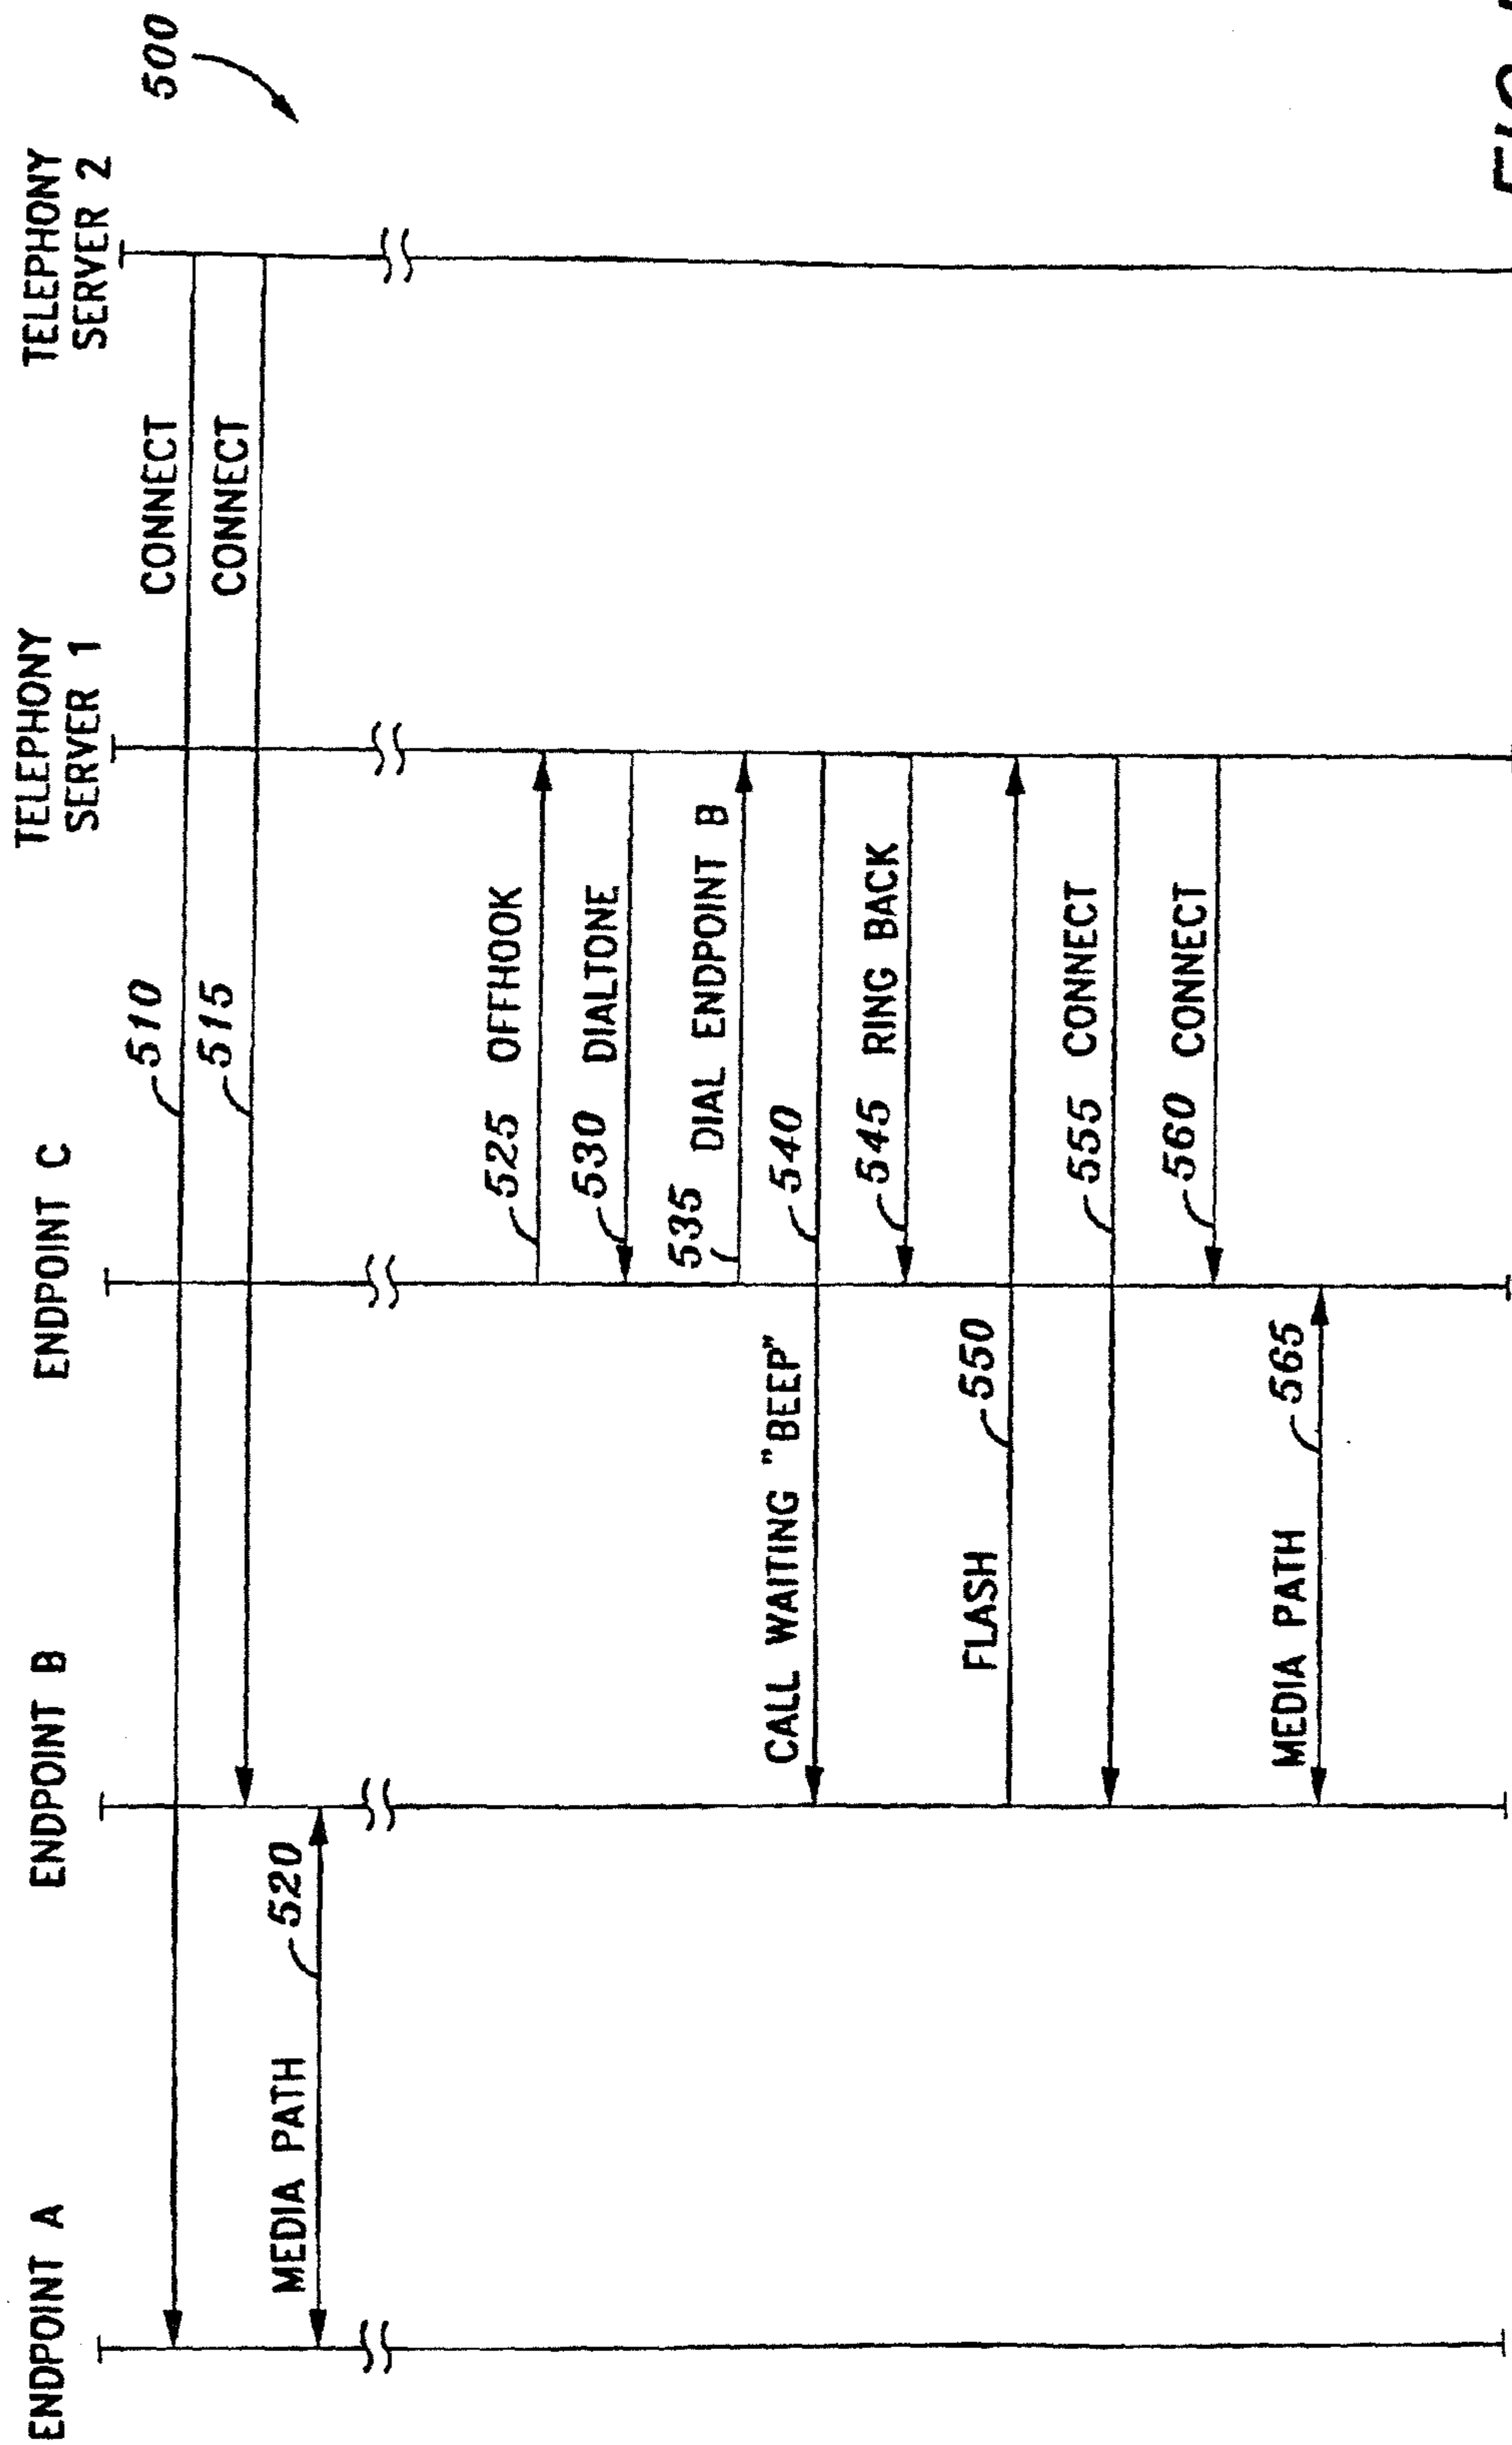 ENDPOINT A
ENDPOINT B
ENDPOINT C
TELEPHONY
SERVER 1
TELEPHONY
SERVER 2
500
510
CONNECT
515
CONNECT
MEDIA PATH
520
525 OFFHOOK
530 DIALTONE
535
DIAL ENDPOINT B
CALL WAITING "BEEP"
540
545 RING BACK
FLASH
550
555 CONNECT
560 CONNECT
MEDIA PATH
565